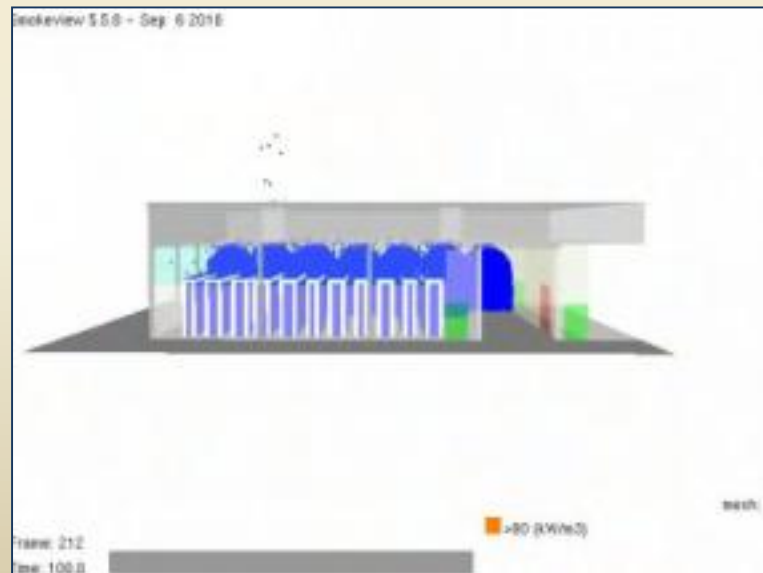 Smokeview 5.5.8 - Sep 6 2010
>80 (kW/m3)
mesh:
Frame: 212
Time: 100.0